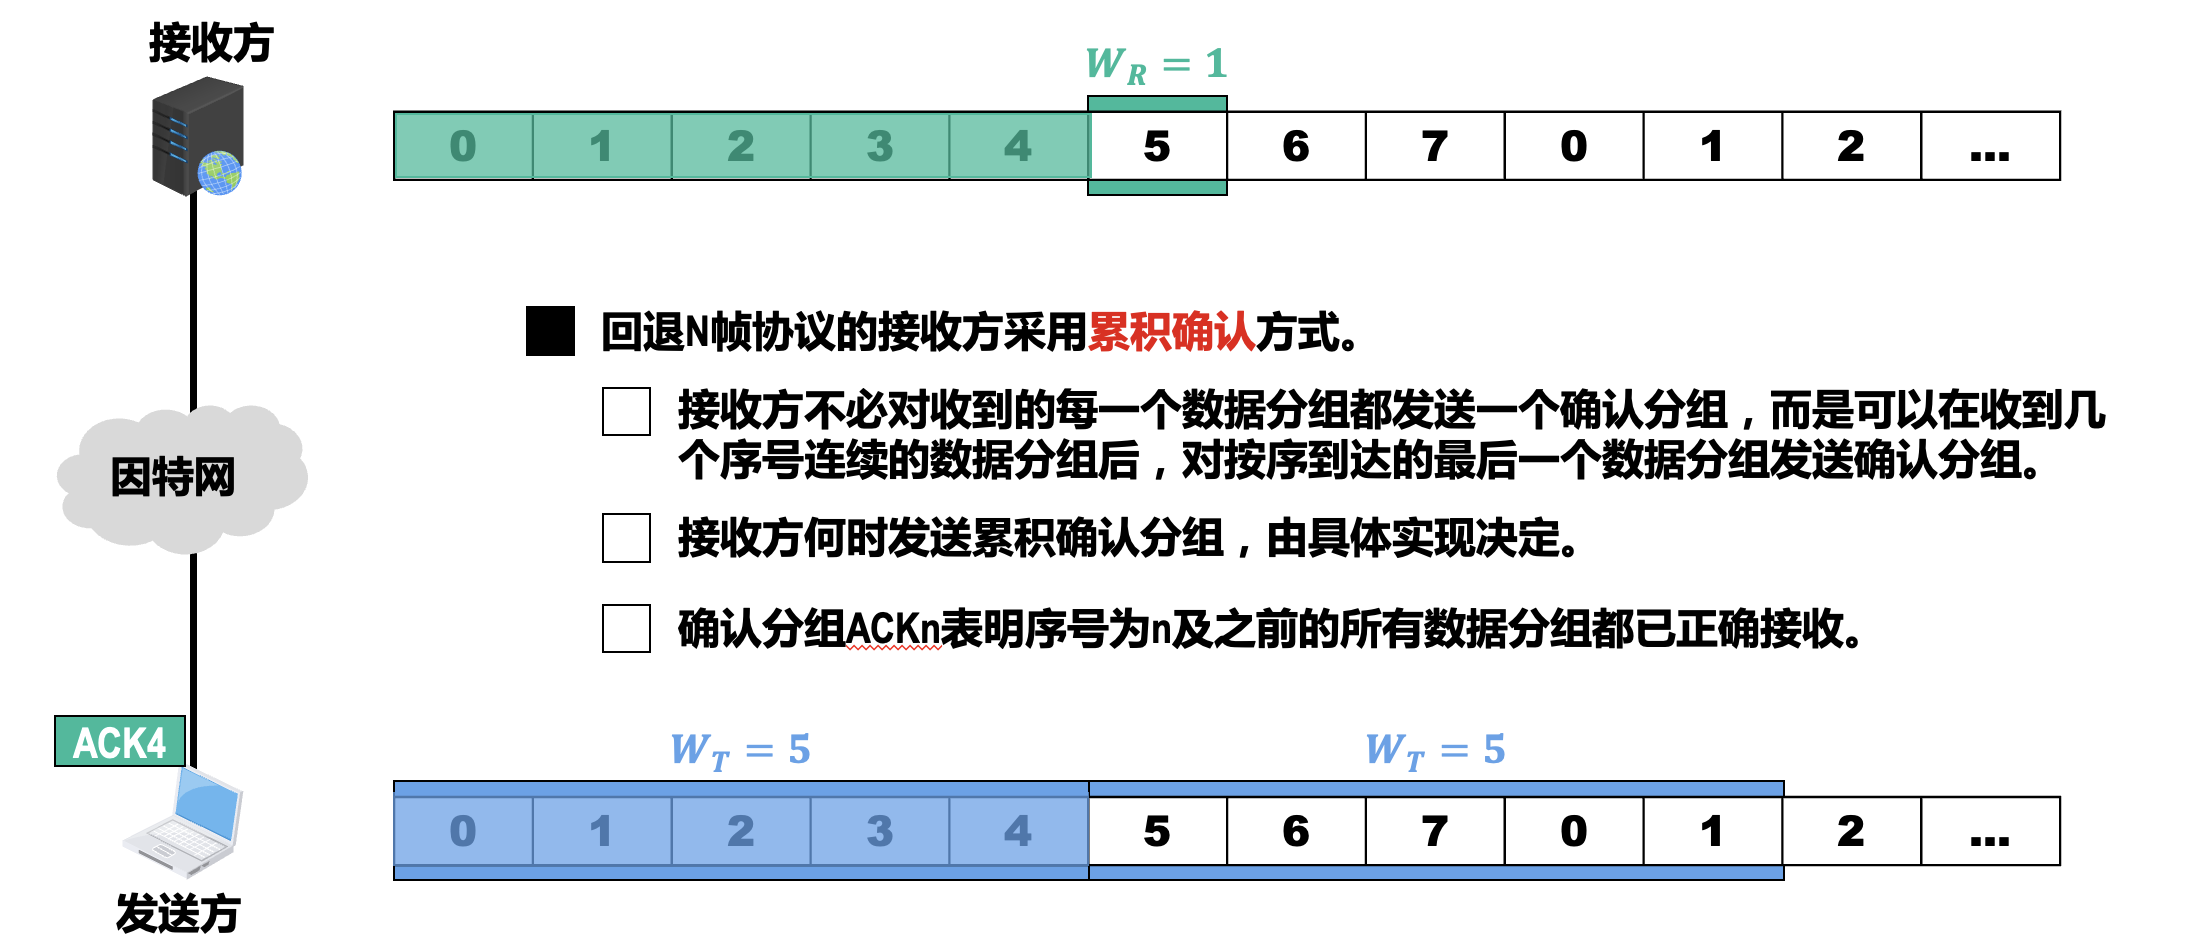 接收方
W_R = 1
0 1 2 3 4 5 6 7 0 1 2 ...
回退N帧协议的接收方采用累积确认方式。
接收方不必对收到的每一个数据分组都发送一个确认分组，而是可以在收到几
个序号连续的数据分组后，对按序到达的最后一个数据分组发送确认分组。
因特网
接收方何时发送累积确认分组，由具体实现决定。
确认分组ACKn表明序号为n及之前的所有数据分组都已正确接收。
ACK4
W_T = 5 W_T = 5
0 1 2 3 4 5 6 7 0 1 2 ...
发送方